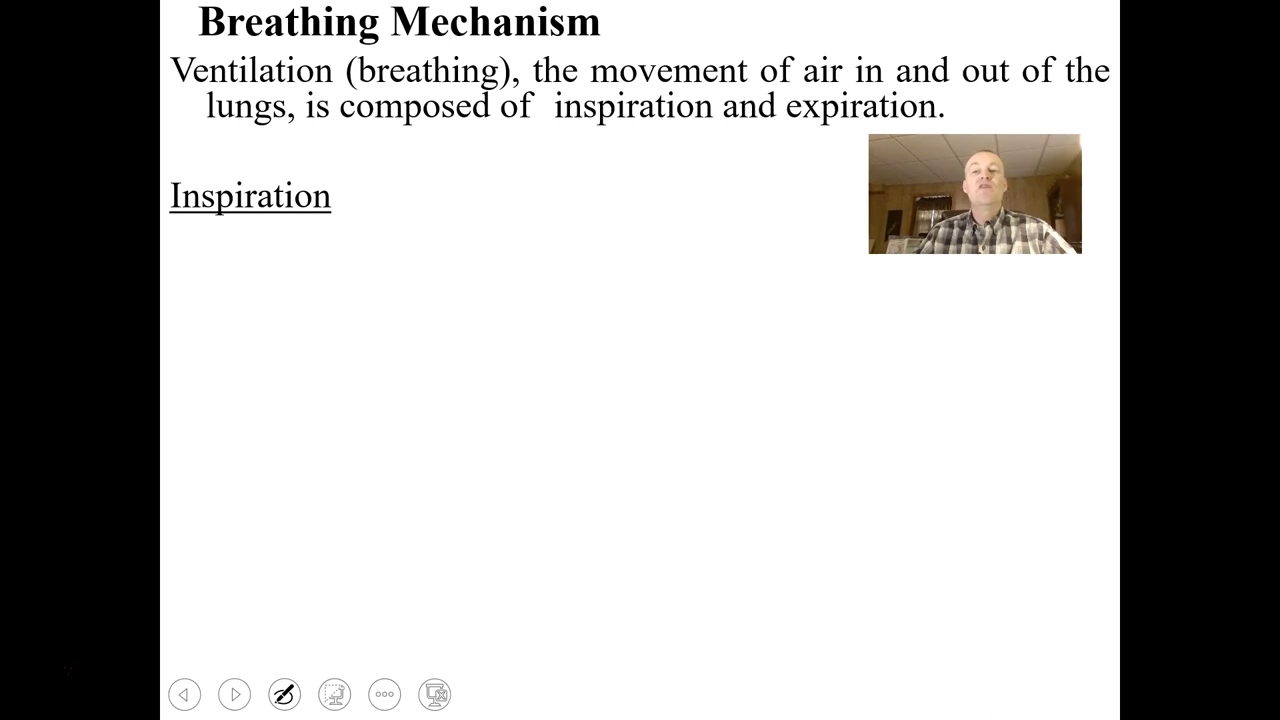 Breathing Mechanism
Ventilation (breathing), the movement of air in and out of the
lungs, is composed of inspiration and expiration.
Inspiration